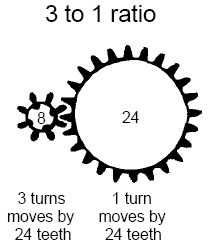 3 to 1 ratio
8
24
3 turns
moves by
24 teeth
1 turn
moves by
24 teeth